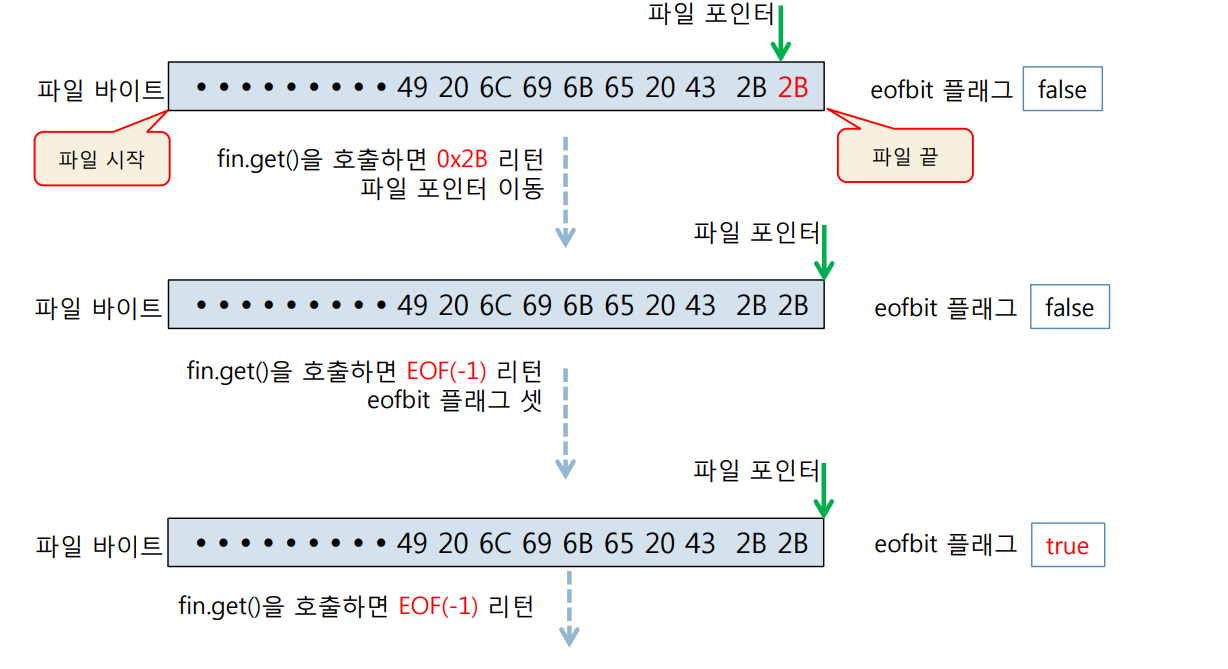 파일 포인터
파일 바이트 • • • • • • • • • 49 20 6C 69 6B 65 20 43 2B 2B eofbit 플래그 false
파일 시작
fin.get()을 호출하면 0x2B 리턴
파일 포인터 이동
파일 끝
파일 포인터
파일 바이트 • • • • • • • • • 49 20 6C 69 6B 65 20 43 2B 2B eofbit 플래그 false
fin.get()을 호출하면 EOF(-1) 리턴
eofbit 플래그 셋
파일 포인터
파일 바이트 • • • • • • • • • 49 20 6C 69 6B 65 20 43 2B 2B eofbit 플래그 true
fin.get()을 호출하면 EOF(-1) 리턴